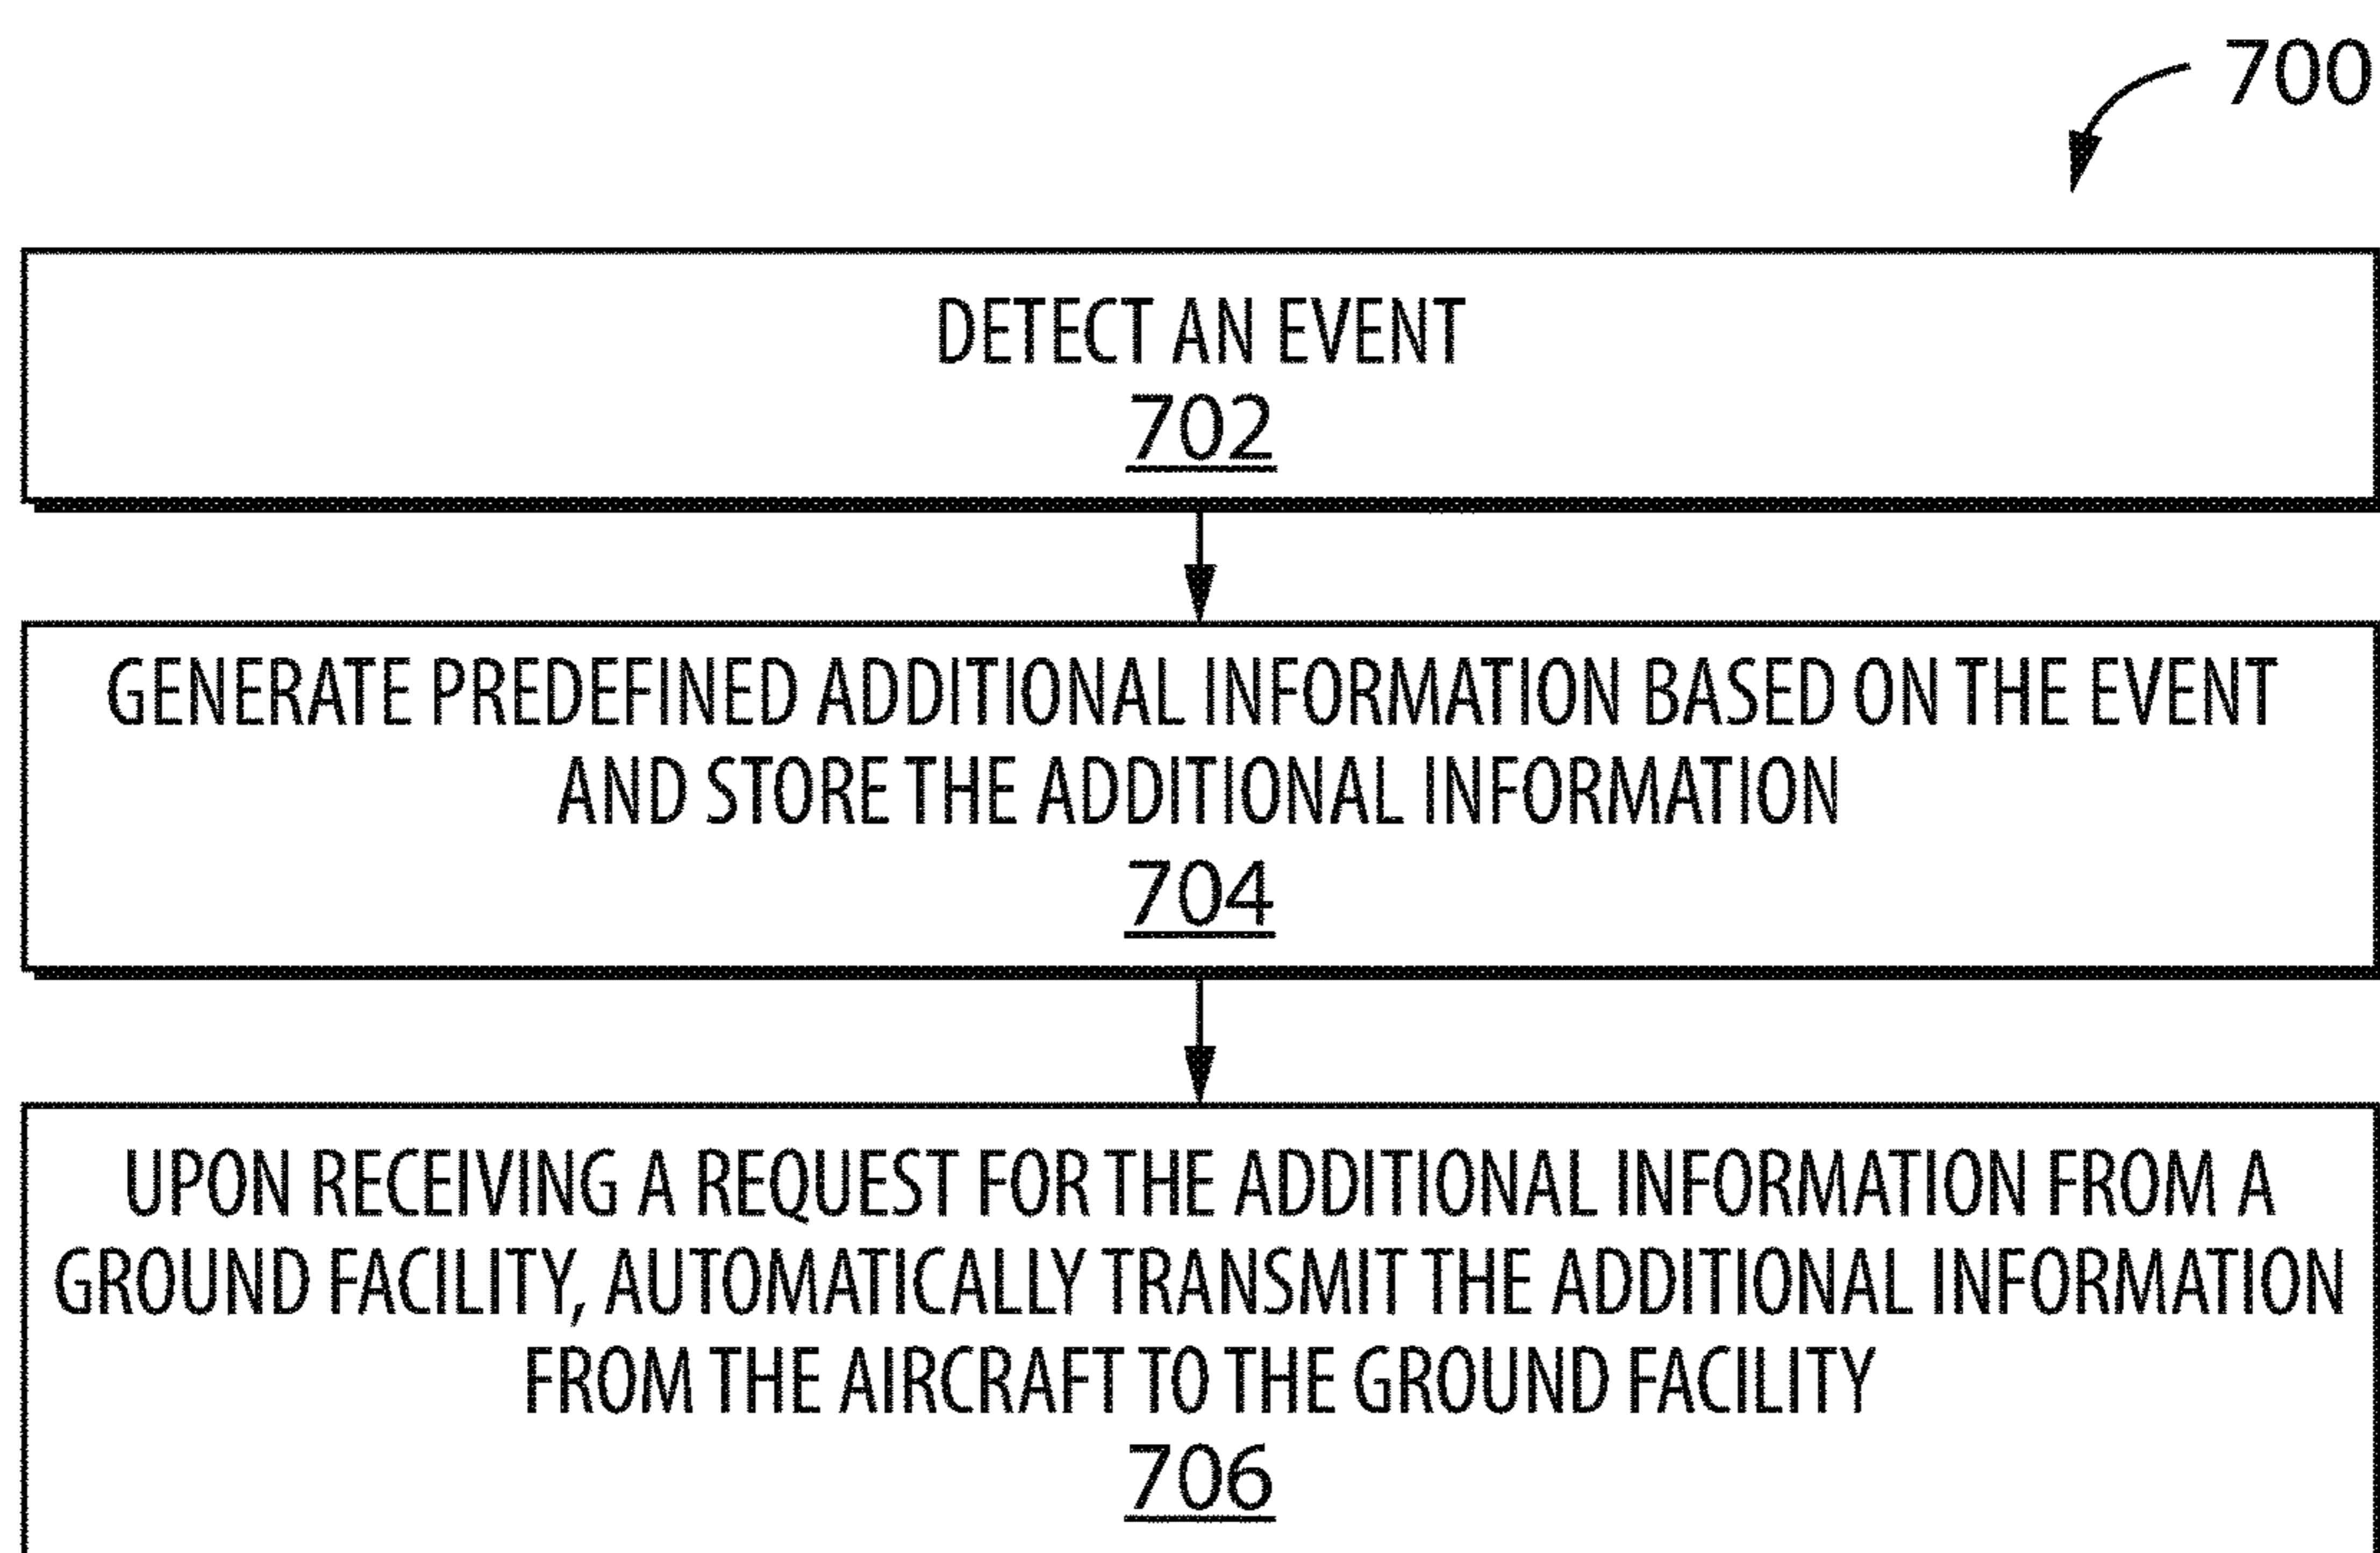 700
DETECT AN EVENT
702
GENERATE PREDEFINED ADDITIONAL INFORMATION BASED ON THE EVENT
AND STORE THE ADDITIONAL INFORMATION
704
UPON RECEIVING A REQUEST FOR THE ADDITIONAL INFORMATION FROM A
GROUND FACILITY, AUTOMATICALLY TRANSMIT THE ADDITIONAL INFORMATION
FROM THE AIRCRAFT TO THE GROUND FACILITY
706